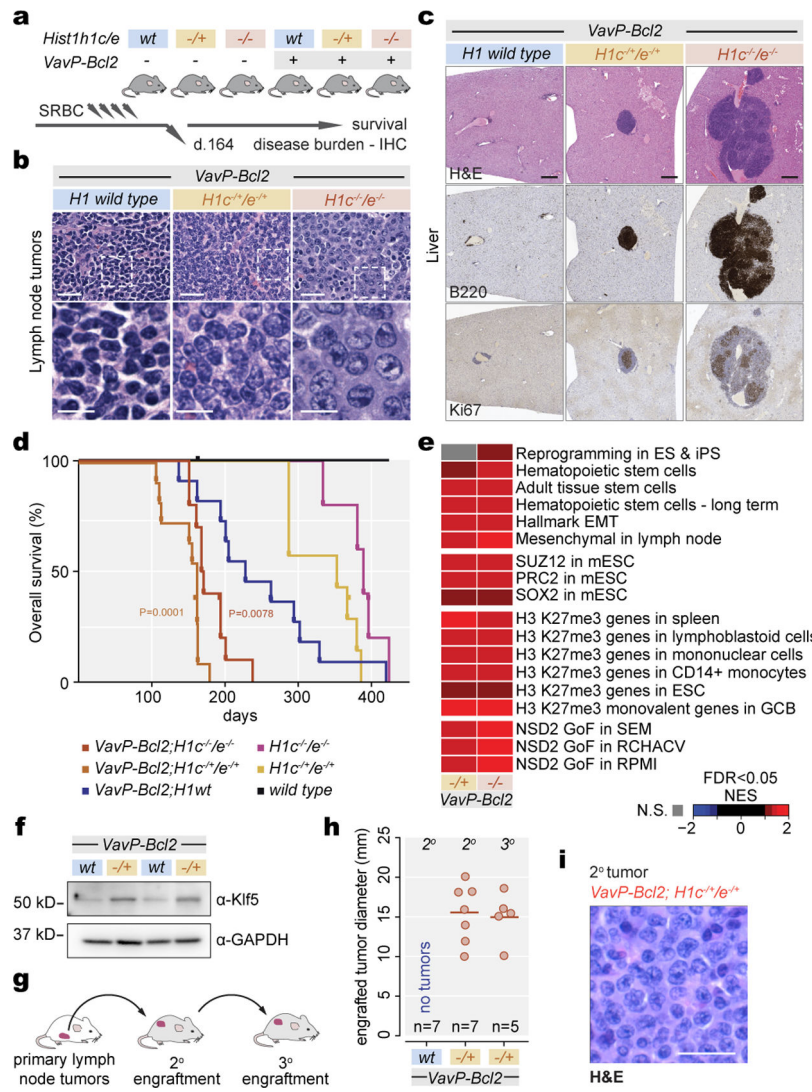 a
Hist1h1c/e wt -/+ -/- wt -/+ -/-
VavP-Bcl2 - - - + + +
SRBC
survival
d.164 disease burden - IHC
b
VavP-Bcl2
H1 wild type H1c-/+/e-/+ H1c-/-/e-/-
Lymph node tumors
c
VavP-Bcl2
H1 wild type H1c-/+/e-/+ H1c-/-/e-/-
Liver
H&E
B220
Ki67
d
Overall survival (%)
100
50
0
P=0.0001
P=0.0078
100 200 300 400
days
VavP-Bcl2;H1c-/-/e-/-
VavP-Bcl2;H1c-/+/e-/+
VavP-Bcl2;H1wt
H1c-/-/e-/-
H1c-/+/e-/+
wild type
e
Reprogramming in ES & iPS
Hematopoietic stem cells
Adult tissue stem cells
Hematopoietic stem cells - long term
Hallmark EMT
Mesenchymal in lymph node
SUZ12 in mESC
PRC2 in mESC
SOX2 in mESC
H3 K27me3 genes in spleen
H3 K27me3 genes in lymphoblastoid cells
H3 K27me3 genes in mononuclear cells
H3 K27me3 genes in CD14+ monocytes
H3 K27me3 genes in ESC
H3 K27me3 monovalent genes in GCB
NSD2 GoF in SEM
NSD2 GoF in RCHACV
NSD2 GoF in RPMI
-/+ -/-
VavP-Bcl2
FDR<0.05
NES
N.S.
-2 0 2
f
VavP-Bcl2
wt -/+ wt -/+
50 kD
α-Klf5
37 kD
α-GAPDH
g
primary lymph
node tumors
2o
engraftment
3o
engraftment
h
engrafted tumor diameter (mm)
25
20
15
10
5
0
2o 2o 3o
no tumors
n=7 n=7 n=5
wt -/+ -/+
VavP-Bcl2
i
2o tumor
VavP-Bcl2; H1c-/+/e-/+
H&E